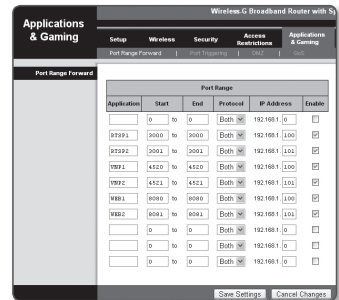 Wireless-G Broadband Router with Sp
Applications & Gaming
Setup Wireless Security Access Restrictions Applications & Gaming
Port Range Forward | Port Triggering | DMZ | QoS
Port Range Forward
Port Range
Application Start End Protocol IP Address Enable
0 to 0 Both 192.168.1. 0
RTSP1 3000 to 3000 Both 192.168.1. 100
RTSP2 3001 to 3001 Both 192.168.1. 101
VNP1 4520 to 4520 Both 192.168.1. 100
VNP2 4521 to 4521 Both 192.168.1. 101
WEB1 8080 to 8080 Both 192.168.1. 100
WEB2 8081 to 8081 Both 192.168.1. 101
0 to 0 Both 192.168.1. 0
0 to 0 Both 192.168.1. 0
0 to 0 Both 192.168.1. 0
Save Settings Cancel Changes